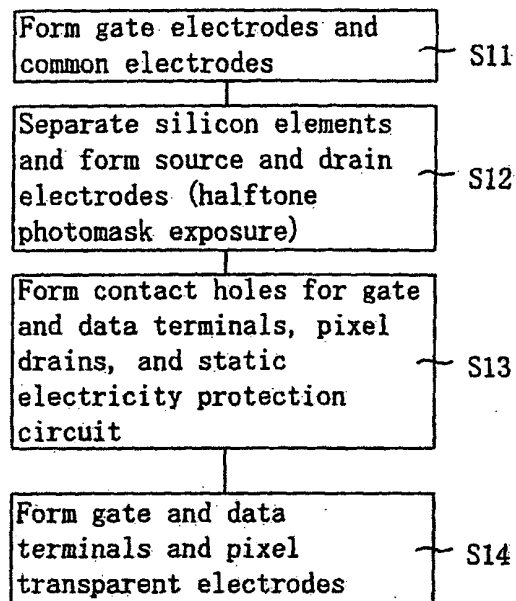 Form gate electrodes and
common electrodes
S11
Separate silicon elements
and form source and drain
electrodes (halftone
photomask exposure)
S12
Form contact holes for gate
and data terminals, pixel
drains, and static
electricity protection
circuit
S13
Form gate and data
terminals and pixel
transparent electrodes
S14